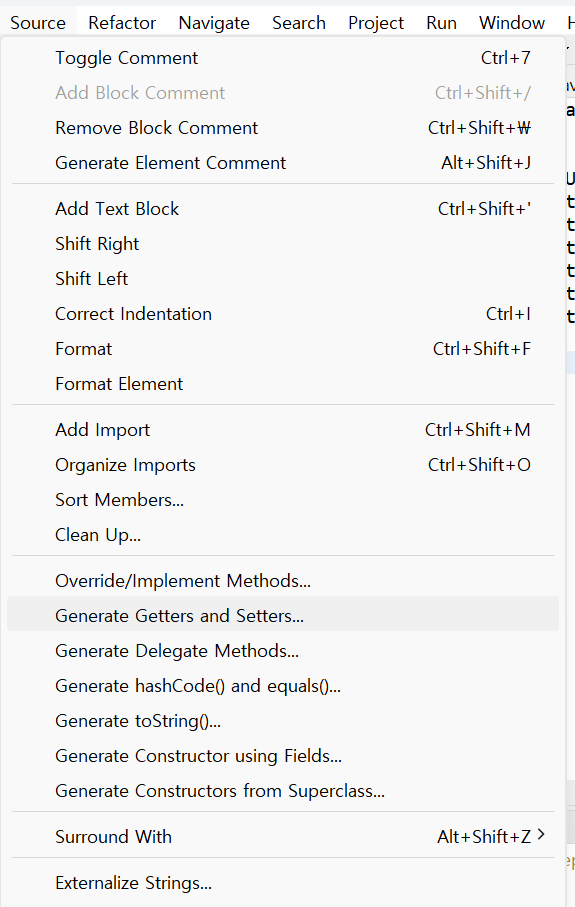 Source Refactor Navigate Search Project Run Window
Toggle Comment Ctrl+7
Add Block Comment Ctrl+Shift+/
Remove Block Comment Ctrl+Shift+₩
Generate Element Comment Alt+Shift+J
Add Text Block Ctrl+Shift+'
Shift Right
Shift Left
Correct Indentation Ctrl+I
Format Ctrl+Shift+F
Format Element
Add Import Ctrl+Shift+M
Organize Imports Ctrl+Shift+O
Sort Members...
Clean Up...
Override/Implement Methods...
Generate Getters and Setters...
Generate Delegate Methods...
Generate hashCode() and equals()...
Generate toString()...
Generate Constructor using Fields...
Generate Constructors from Superclass...
Surround With Alt+Shift+Z >
Externalize Strings...